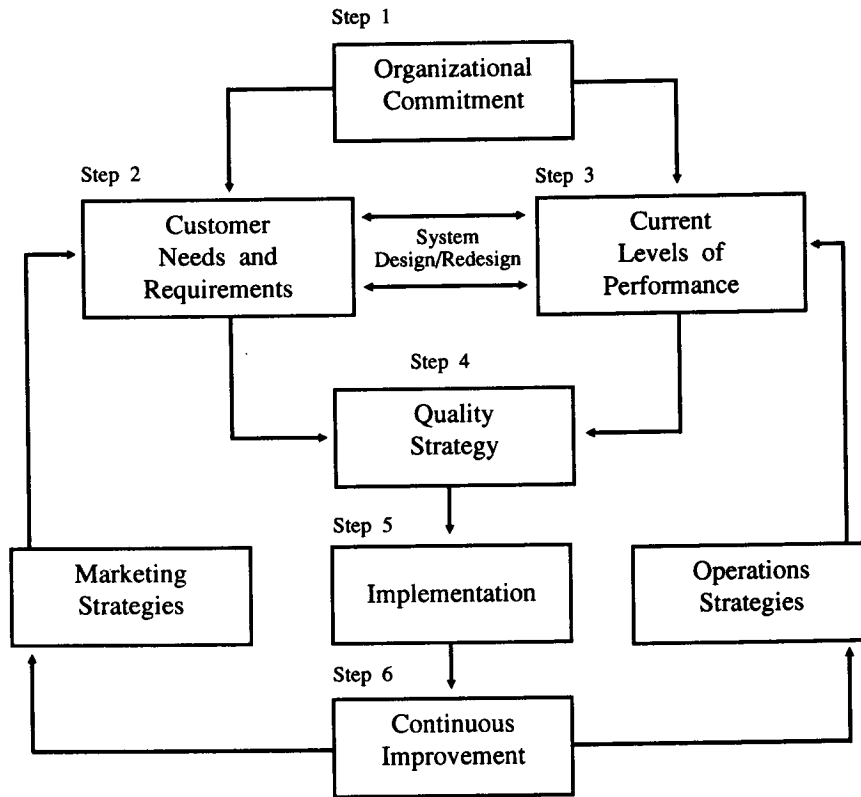 Step 1
Organizational
Commitment
Step 2
Customer
Needs and
Requirements
System
Design/Redesign
Step 3
Current
Levels of
Performance
Step 4
Quality
Strategy
Step 5
Implementation
Marketing
Strategies
Operations
Strategies
Step 6
Continuous
Improvement